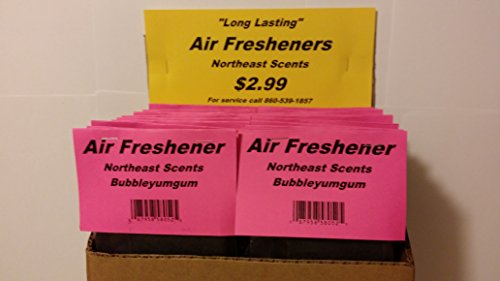 "Long Lasting"
Air Fresheners
Northeast Scents
$2.99
For service call 860-539-1857
Air Freshener
Northeast Scents
Bubbleyumgum
Air Freshener
Northeast Scents
Bubbleyumgum